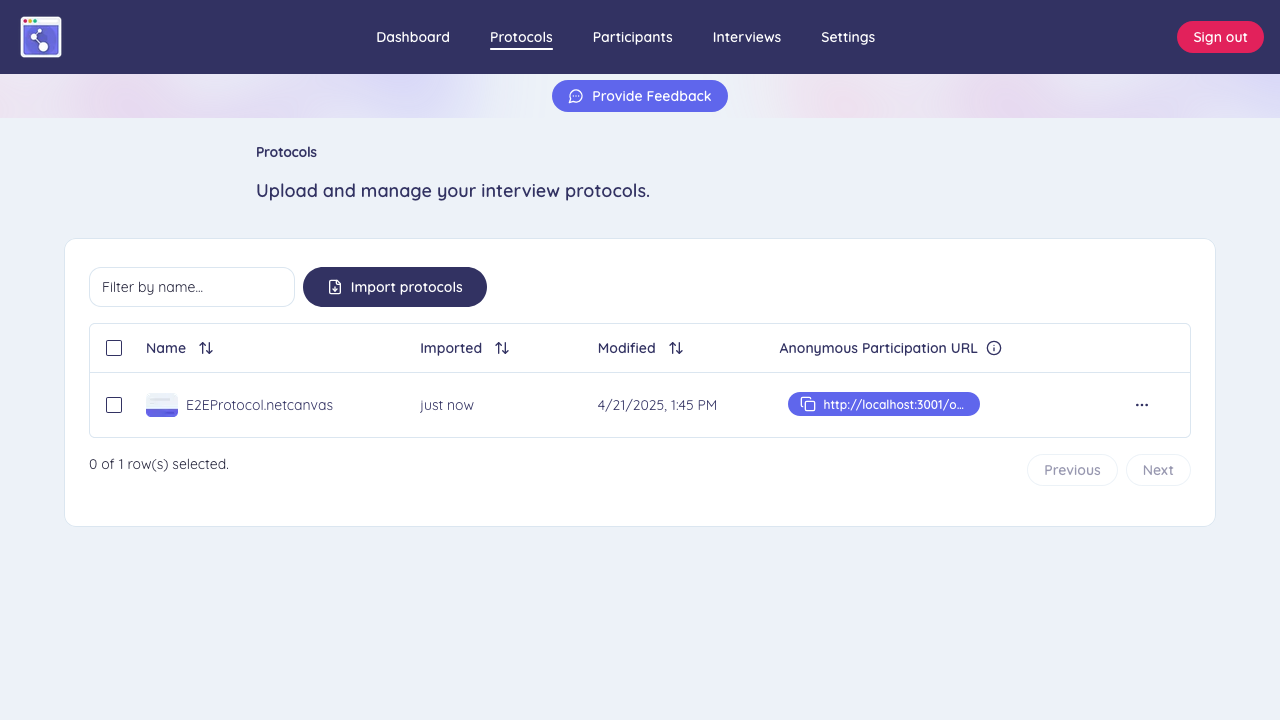 Dashboard
Protocols
Participants
Interviews
Settings
Sign out
Provide Feedback
Protocols
Upload and manage your interview protocols.
Filter by name...
Import protocols
Name
Imported
Modified
Anonymous Participation URL
E2EProtocol.netcanvas
just now
4/21/2025, 1:45 PM
http://localhost:3001/o...
0 of 1 row(s) selected.
Previous
Next